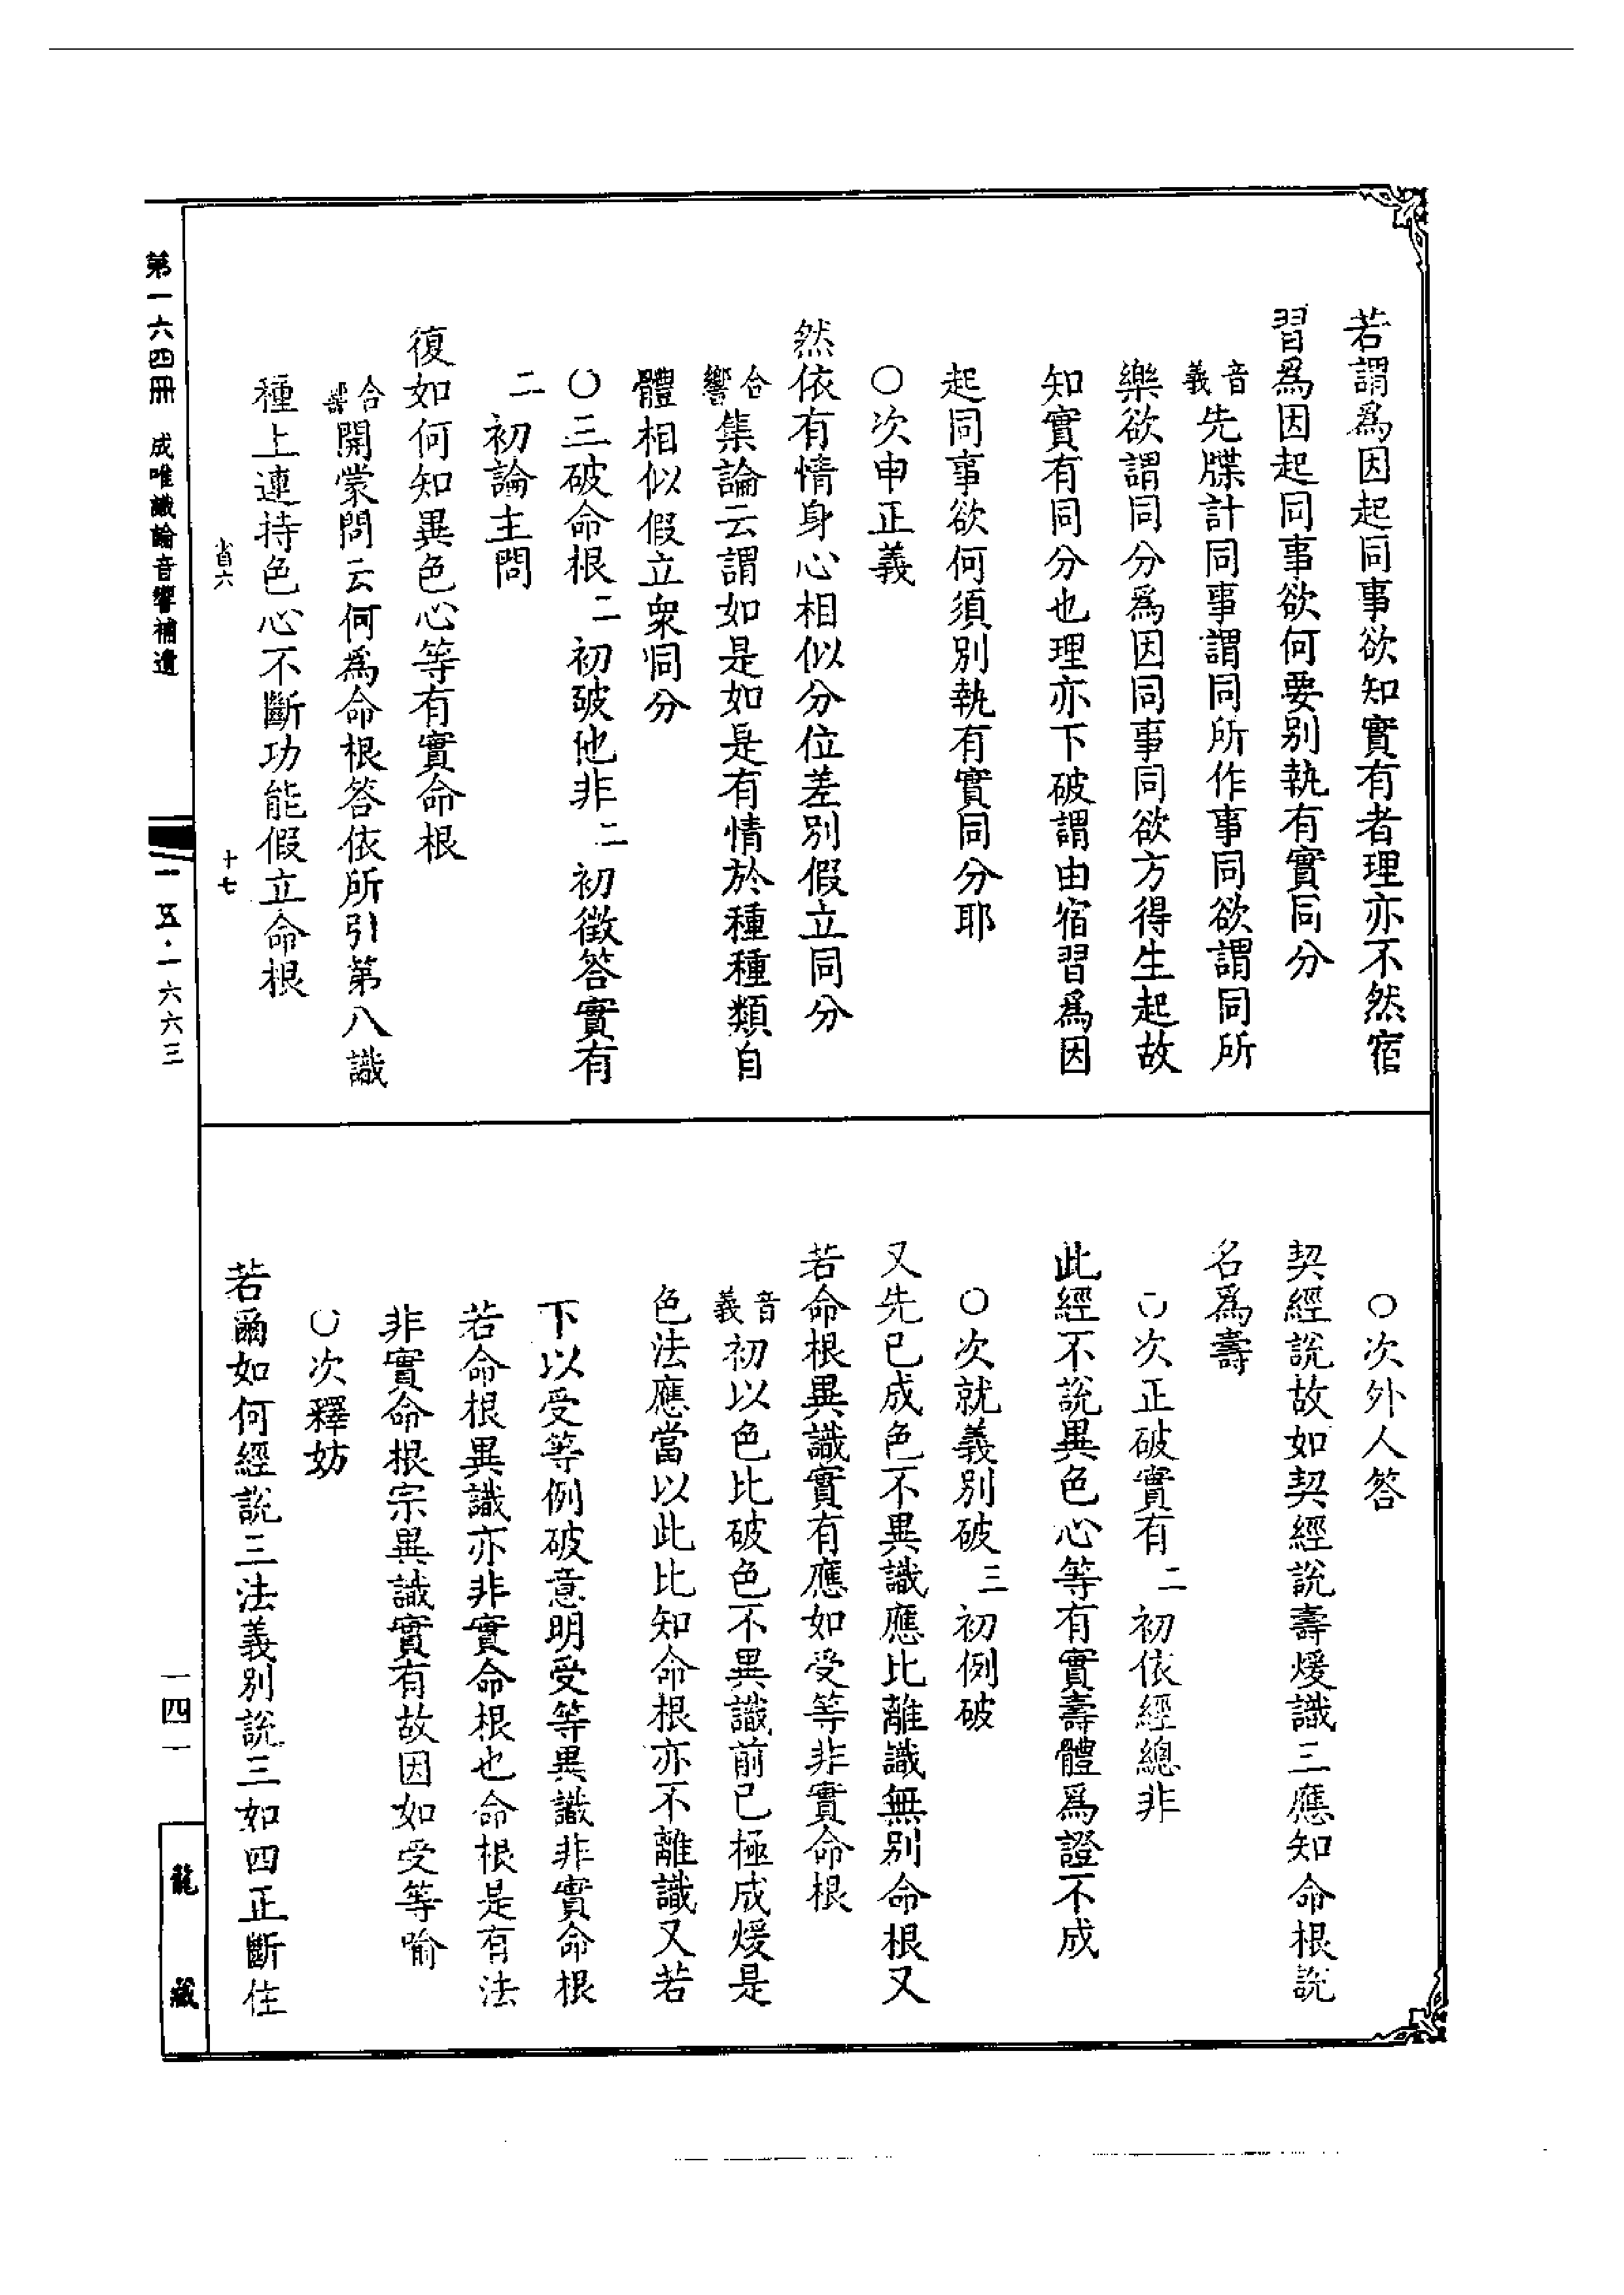 若謂爲因起同事欲知實有者理亦不然宿
習爲因起同事欲何要別執有實同分
音義先牒計同事謂同所作事同欲謂同所
樂欲謂同分爲因同事同欲方得生起故
知實有同分也理亦下破謂由宿習爲因
起同事欲何須別執有實同分耶
○次申正義
然依有情身心相似分位差別假立同分
合響集論云謂如是如是有情於種種類自
體相似假立衆同分
○三破命根二初破他非二初徵答實有
二初論主問
復如何知異色心等有實命根
合響開蒙問云何爲命根答依所引第八識
種上連持色心不斷功能假立命根
○次外人答
契經說故如契經說壽煖識三應知命根說
名爲壽
○次正破實有二初依經總非
此經不說異色心等有實壽體爲證不成
○次就義別破三初例破
又先已成色不異識應比離識無別命根又
若命根異識實有應如受等非實命根
音義初以色比破色不異識前已極成煖是
色法應當以此比知命根亦不離識又若
下以受等例破意明受等異識非實命根
若命根異識亦非實命根也命根是有法
非實命根宗異識實有故因如受等喻
○次釋妨
若爾如何經說三法義別說三如四正斷住
第一六四冊 成唯識論音響補遺
省六 十七
一五·一六六三
一四一
龍藏